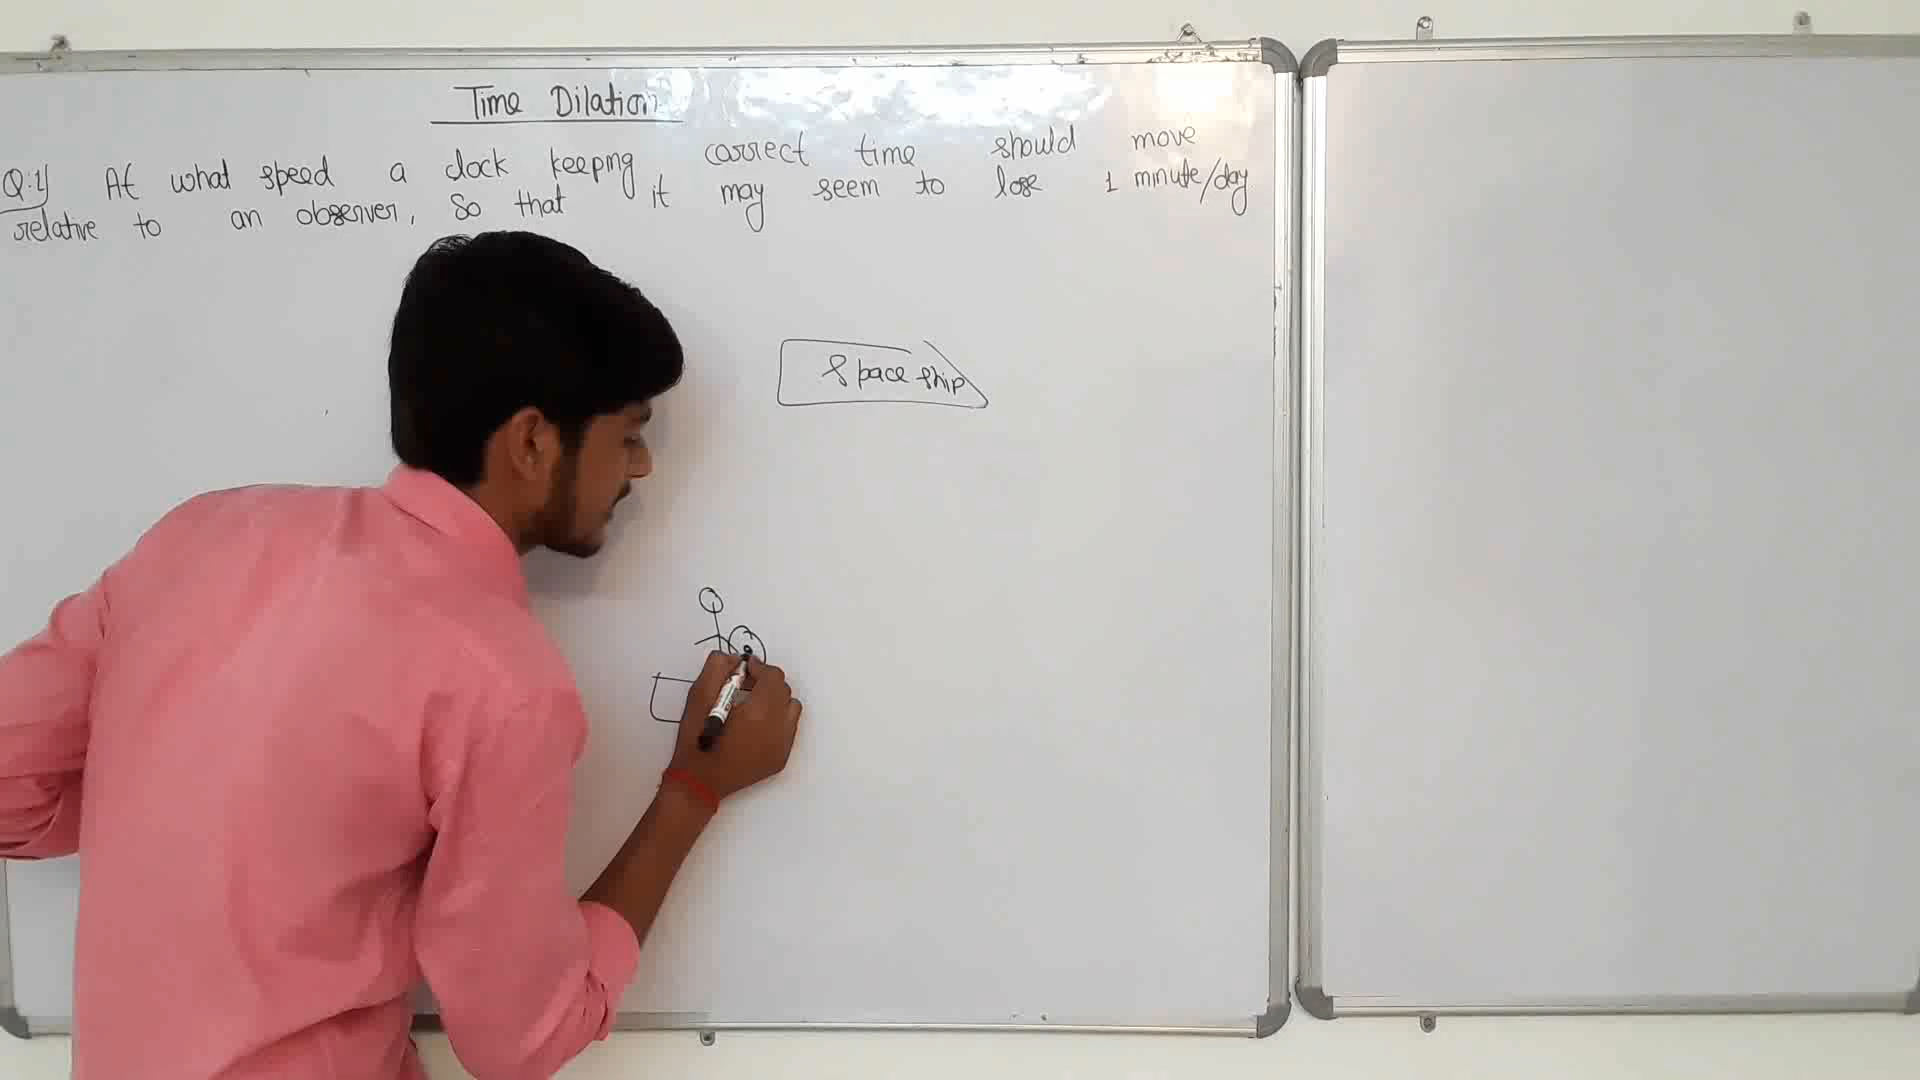 Time Dilation
Q:1) At what speed a clock keeping correct time should move
relative to an observer, so that it may seem to lose 1 minute/day
Space ship